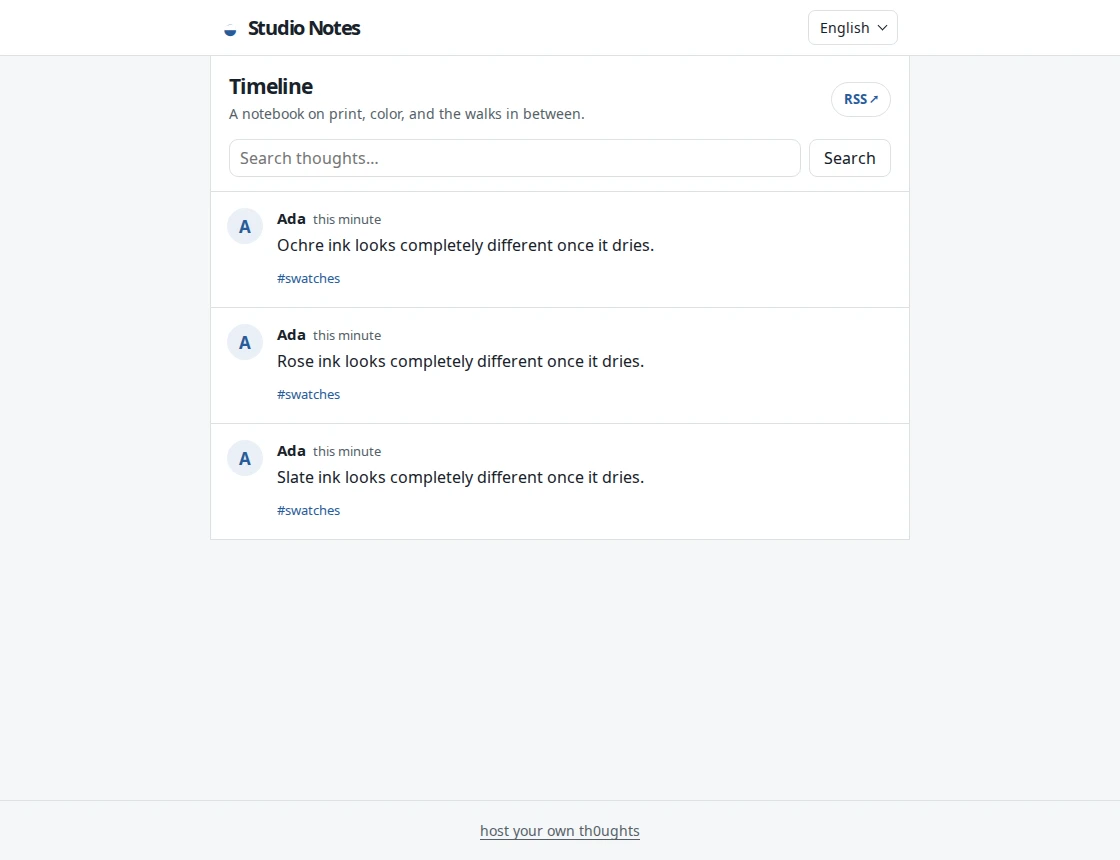 Studio Notes
English
Timeline
A notebook on print, color, and the walks in between.
RSS↗
Search thoughts...
Search
A
Ada this minute
Ochre ink looks completely different once it dries.
#swatches
A
Ada this minute
Rose ink looks completely different once it dries.
#swatches
A
Ada this minute
Slate ink looks completely different once it dries.
#swatches
host your own th0ughts